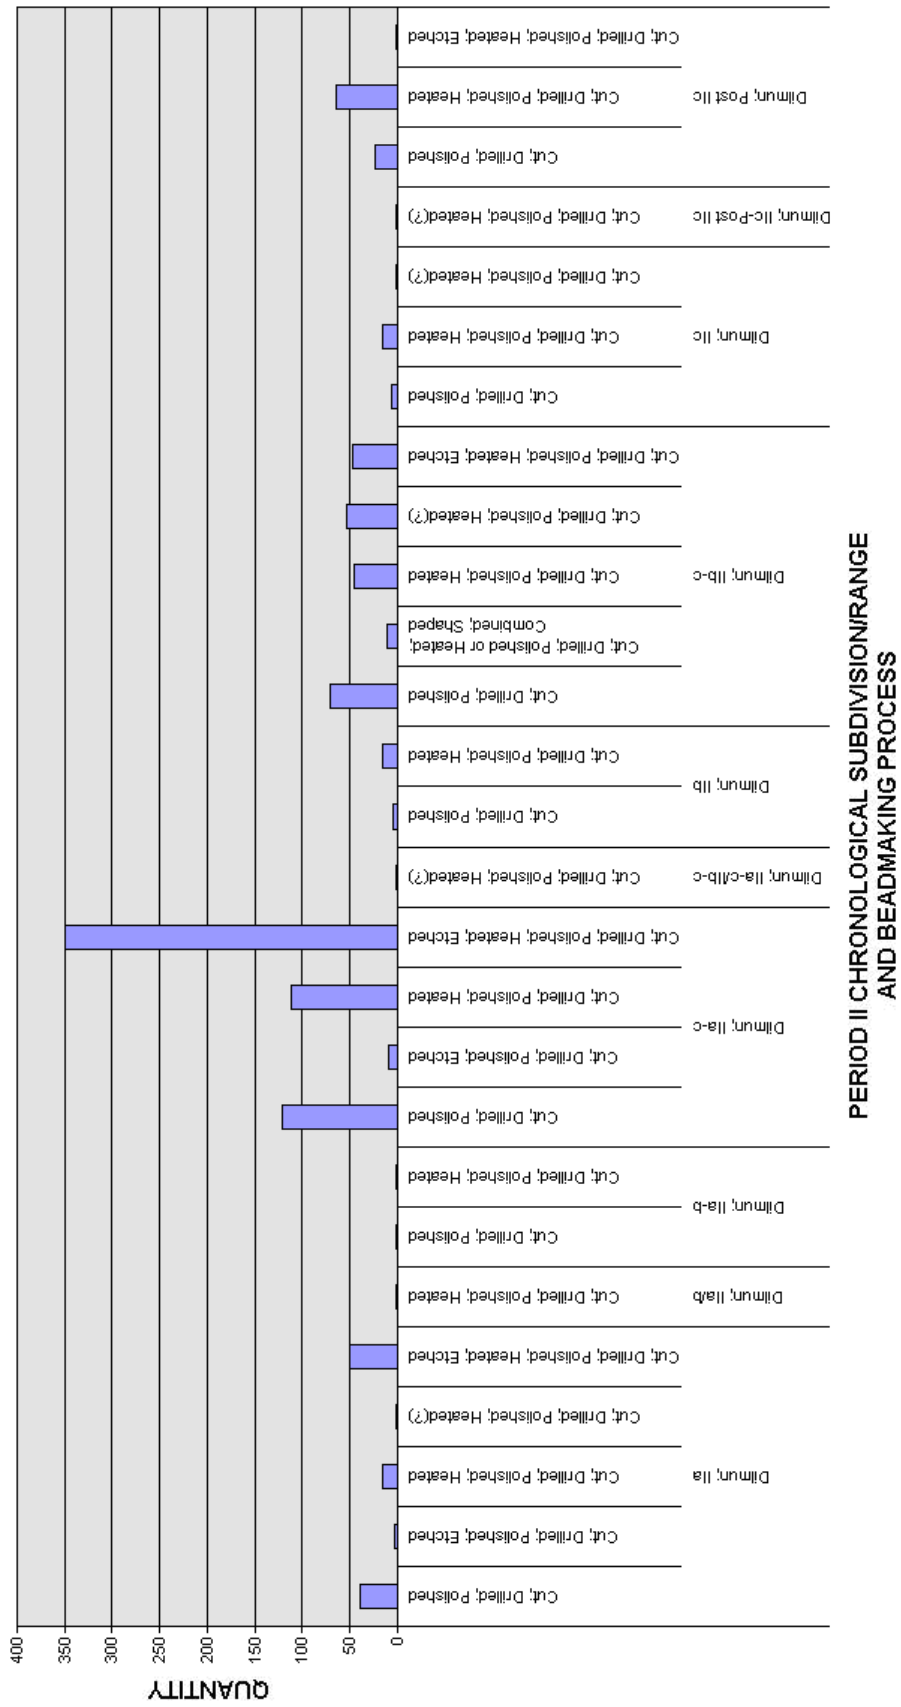 QUANTITY
400
350
300
250
200
150
100
50
0
Cut; Drilled; Polished
Cut; Drilled; Polished; Etched
Cut; Drilled; Polished; Heated
Cut; Drilled; Polished; Heated(?)
Cut; Drilled; Polished; Heated; Etched
Dilmun; IIa
Cut; Drilled; Polished; Heated
Dilmun; IIa/b
Cut; Drilled; Polished
Cut; Drilled; Polished; Heated
Dilmun; IIa-b
Cut; Drilled; Polished
Cut; Drilled; Polished; Etched
Cut; Drilled; Polished; Heated
Cut; Drilled; Polished; Heated; Etched
Dilmun; IIa-c
Cut; Drilled; Polished; Heated(?)
Dilmun; IIa-c/IIb-c
Cut; Drilled; Polished
Cut; Drilled; Polished; Heated
Dilmun; IIb
Cut; Drilled; Polished
Cut; Drilled; Polished or Heated;
Combined; Shaped
Cut; Drilled; Polished; Heated
Cut; Drilled; Polished; Heated(?)
Cut; Drilled; Polished; Heated; Etched
Dilmun; IIb-c
Cut; Drilled; Polished
Cut; Drilled; Polished; Heated
Cut; Drilled; Polished; Heated(?)
Dilmun; IIc
Cut; Drilled; Polished; Heated(?)
Dilmun; IIc-Post IIc
Cut; Drilled; Polished
Cut; Drilled; Polished; Heated
Cut; Drilled; Polished; Heated; Etched
Dilmun; Post IIc
PERIOD II CHRONOLOGICAL SUBDIVISION/RANGE
AND BEADMAKING PROCESS